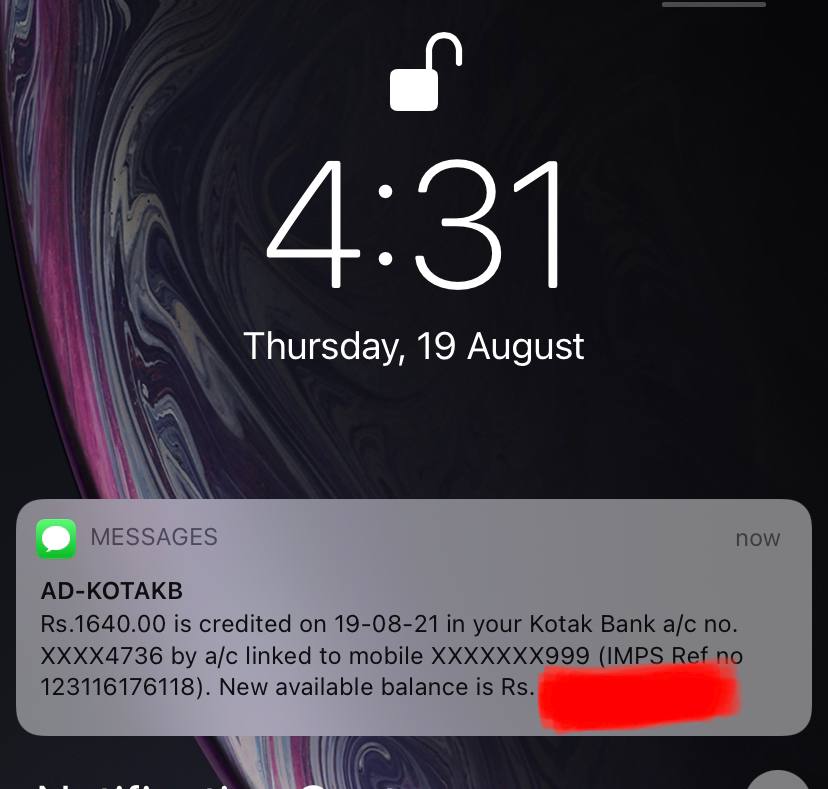 4:31
Thursday, 19 August
MESSAGES now
AD-KOTAKB
Rs.1640.00 is credited on 19-08-21 in your Kotak Bank a/c no.
XXXX4736 by a/c linked to mobile XXXXXXX999 (IMPS Ref no
123116176118). New available balance is Rs.